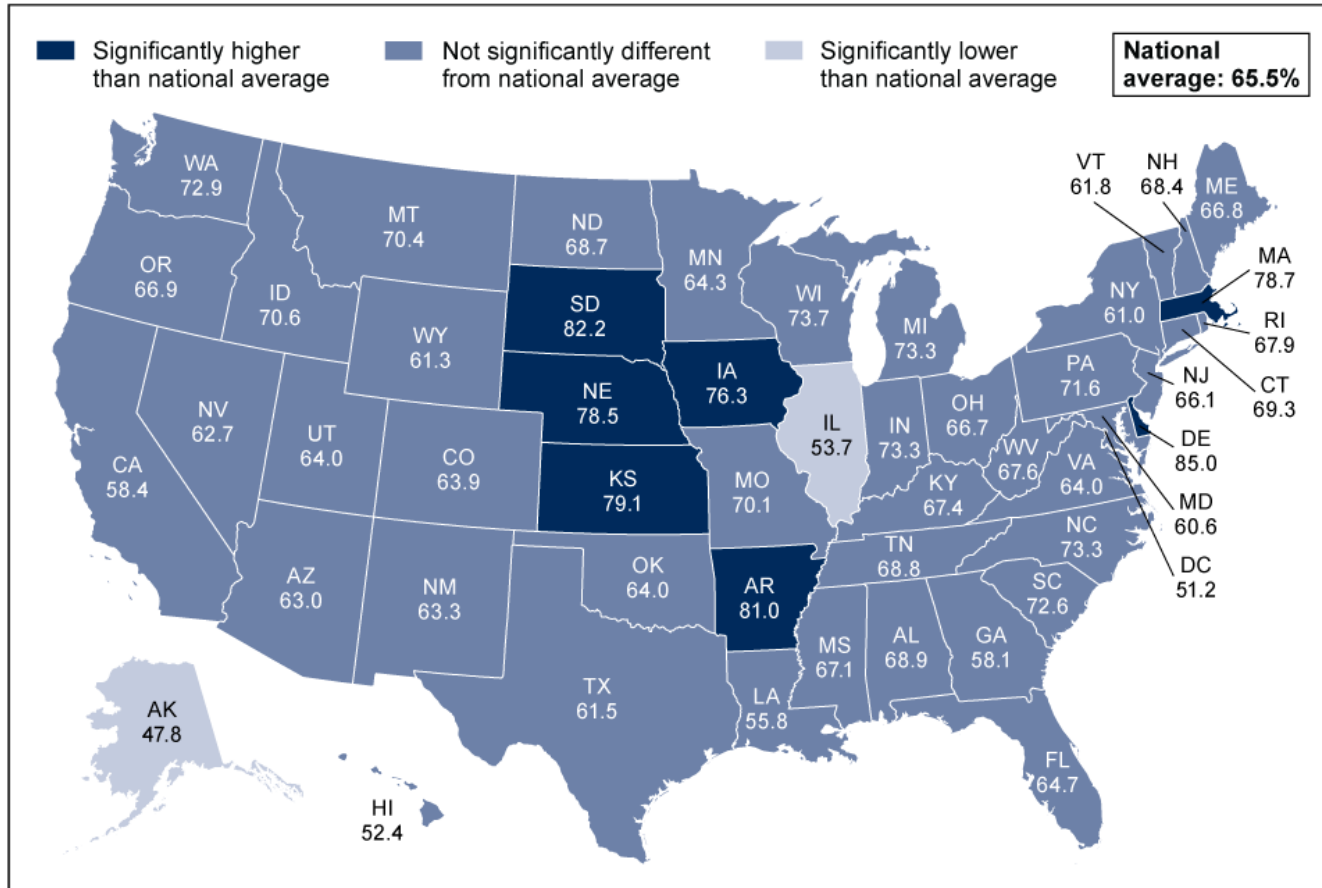 Significantly higher
than national average
Not significantly different
from national average
Significantly lower
than national average
National
average: 65.5%
WA
72.9
OR
66.9
CA
58.4
NV
62.7
ID
70.6
MT
70.4
WY
61.3
UT
64.0
CO
63.9
AZ
63.0
NM
63.3
ND
68.7
SD
82.2
NE
78.5
KS
79.1
OK
64.0
TX
61.5
MN
64.3
IA
76.3
MO
70.1
AR
81.0
LA
55.8
WI
73.7
IL
53.7
MI
73.3
IN
73.3
OH
66.7
KY
67.4
TN
68.8
MS
67.1
AL
68.9
GA
58.1
FL
64.7
SC
72.6
NC
73.3
VA
64.0
WV
67.6
PA
71.6
NY
61.0
VT
61.8
NH
68.4
ME
66.8
MA
78.7
RI
67.9
CT
69.3
NJ
66.1
DE
85.0
MD
60.6
DC
51.2
AK
47.8
HI
52.4